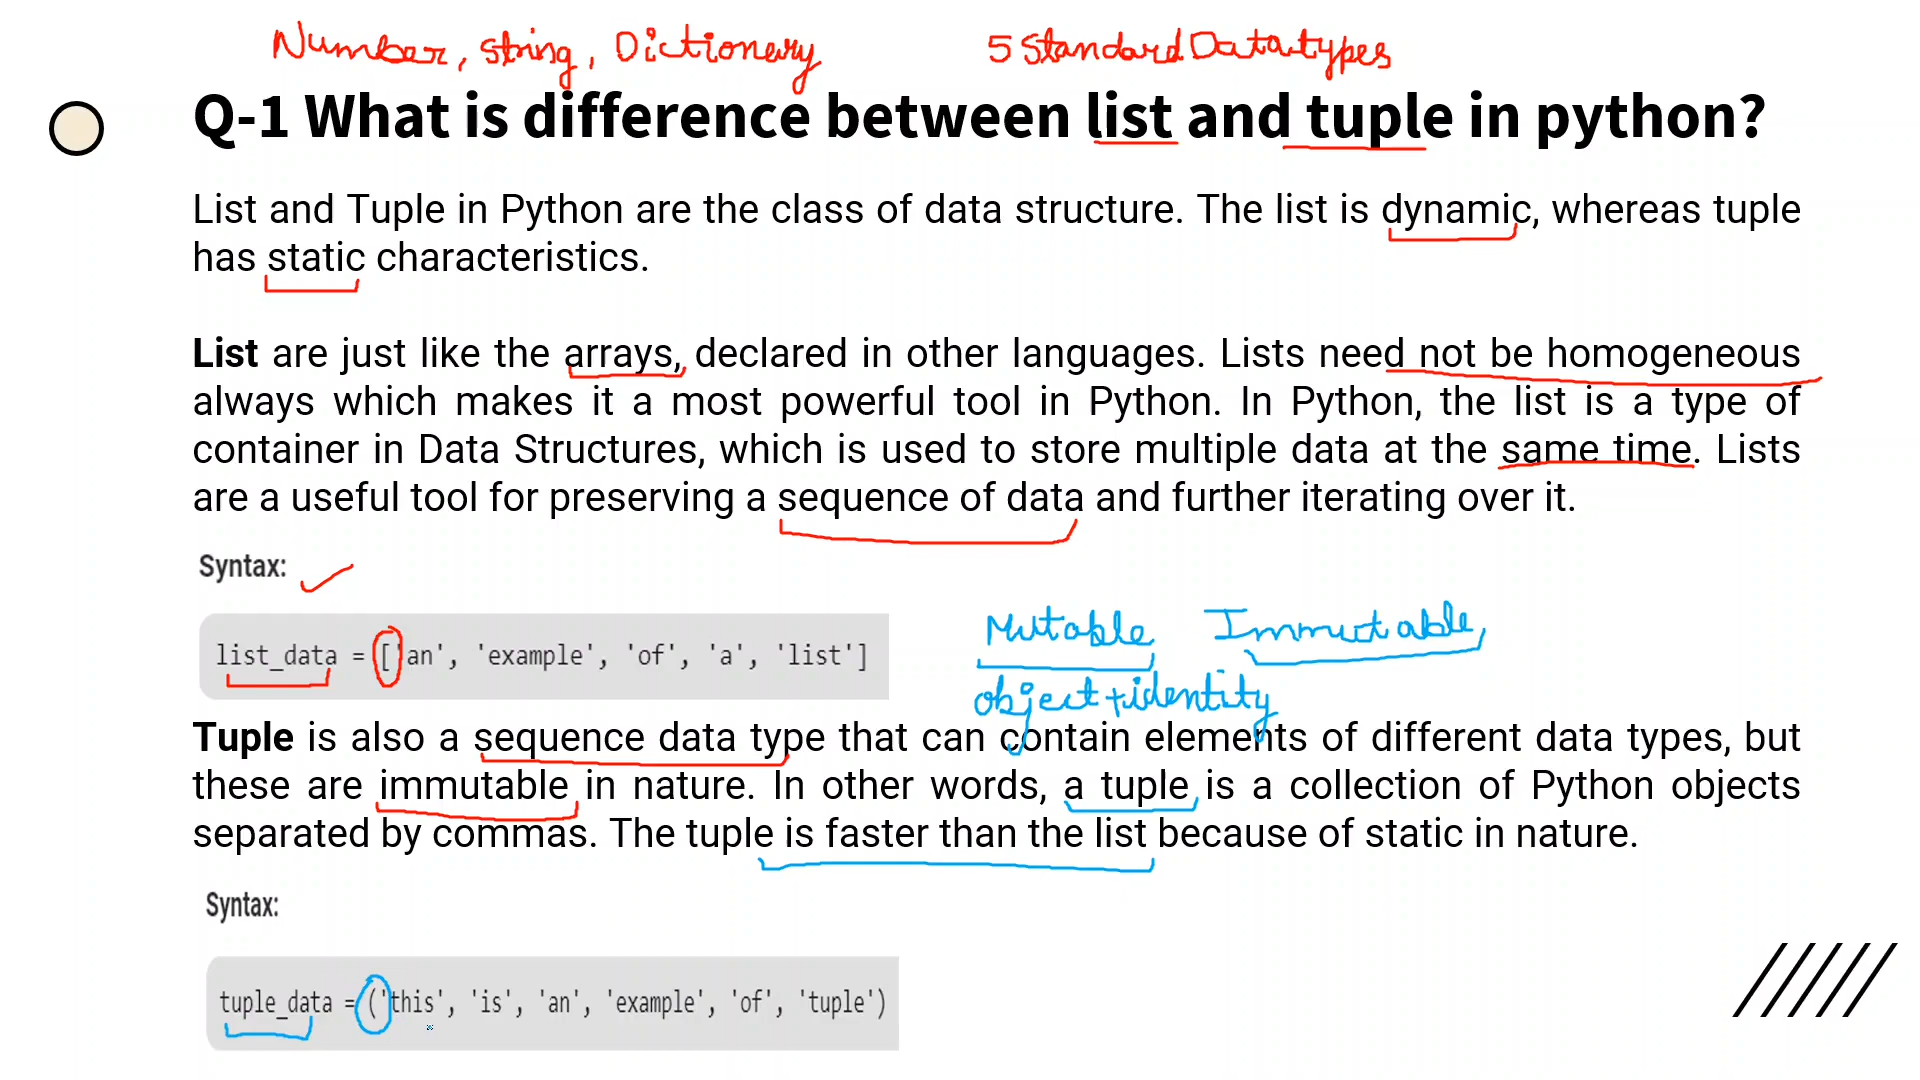 Number, string, Dictionery 5 Standard Datatypes
Q-1 What is difference between list and tuple in python?
List and Tuple in Python are the class of data structure. The list is dynamic, whereas tuple
has static characteristics.
List are just like the arrays, declared in other languages. Lists need not be homogeneous
always which makes it a most powerful tool in Python. In Python, the list is a type of
container in Data Structures, which is used to store multiple data at the same time. Lists
are a useful tool for preserving a sequence of data and further iterating over it.
Syntax:
Mutable Immutable,
list_data = ['an', 'example', 'of', 'a', 'list']
object+identity
Tuple is also a sequence data type that can contain elements of different data types, but
these are immutable in nature. In other words, a tuple is a collection of Python objects
separated by commas. The tuple is faster than the list because of static in nature.
Syntax:
tuple_data = ('this', 'is', 'an', 'example', 'of', 'tuple')